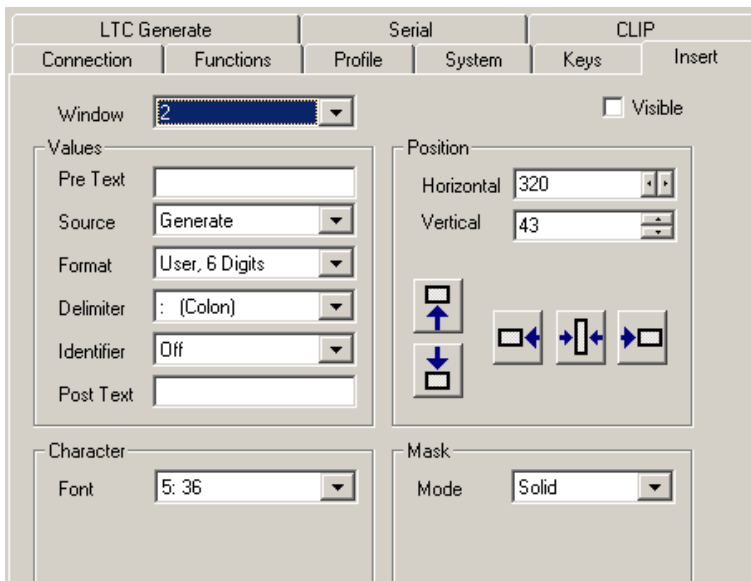 LTC Generate Serial CLIP
Connection Functions Profile System Keys Insert
Window 2 Visible
Values
Pre Text
Source Generate
Format User, 6 Digits
Delimiter : (Colon)
Identifier Off
Post Text
Position
Horizontal 320
Vertical 43
Character
Font 5: 36
Mask
Mode Solid